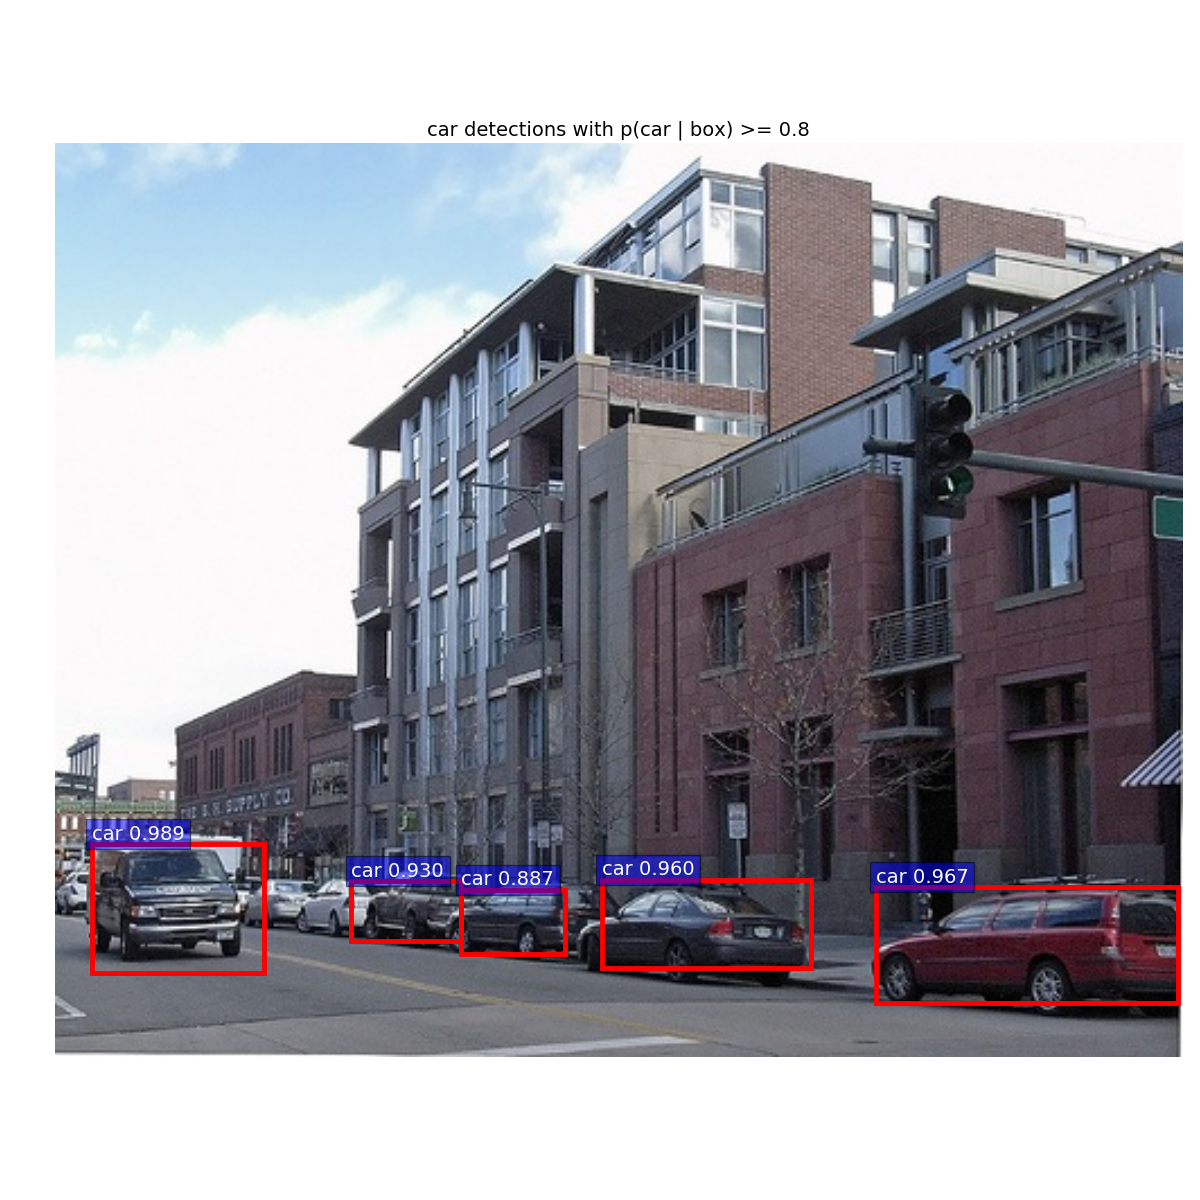 car detections with p(car | box) >= 0.8
SUPPLY CO.
car 0.989
car 0.930
car 0.887
car 0.960
car 0.967